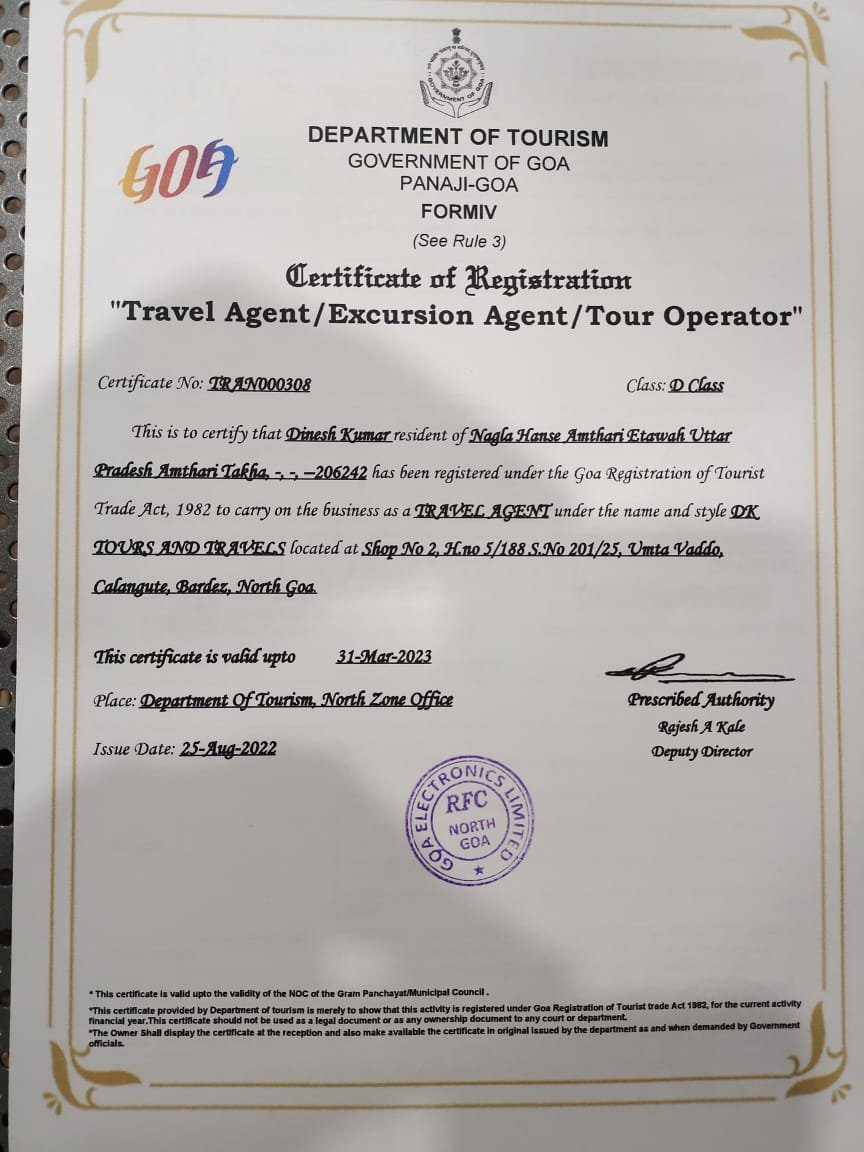 GOVERNMENT OF GOA
GOA
DEPARTMENT OF TOURISM
GOVERNMENT OF GOA
PANAJI-GOA
FORMIV
(See Rule 3)
Certificate of Registration
"Travel Agent/Excursion Agent/Tour Operator"
Certificate No: TRAN000308 Class: D Class
This is to certify that Dinesh Kumar resident of Nagla Hanse Amthari Etawah Uttar
Pradesh Amthari Takha, -, -, –206242 has been registered under the Goa Registration of Tourist
Trade Act, 1982 to carry on the business as a TRAVEL AGENT under the name and style DK
TOURS AND TRAVELS located at Shop No 2, H.no 5/188 S.No 201/25, Umta Vaddo,
Calangute, Bardez, North Goa.
This certificate is valid upto 31-Mar-2023
Place: Department Of Tourism, North Zone Office
Issue Date: 25-Aug-2022
Prescribed Authority
Rajesh A Kale
Deputy Director
GOA ELECTRONICS LIMITED
RFC
NORTH
GOA
* This certificate is valid upto the validity of the NOC of the Gram Panchayat/Municipal Council .
*This certificate provided by Department of tourism is merely to show that this activity is registered under Goa Registration of Tourist trade Act 1982, for the current activity
financial year.This certificate should not be used as a legal document or as any ownership document to any court or department.
*The Owner Shall display the certificate at the reception and also make available the certificate in original issued by the department as and when demanded by Government
officials.